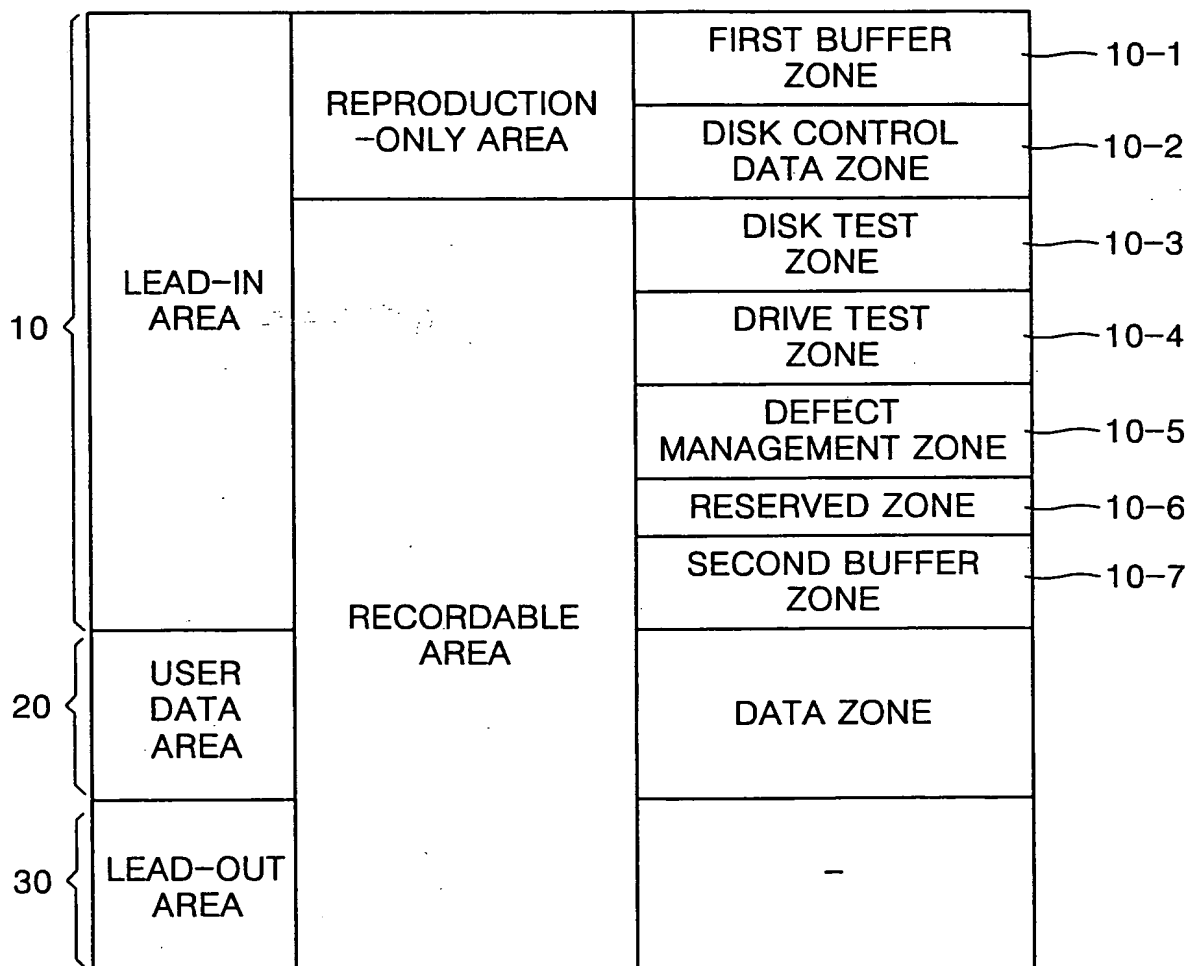 FIRST BUFFER
ZONE
10-1
REPRODUCTION
-ONLY AREA
DISK CONTROL
DATA ZONE
10-2
DISK TEST
ZONE
10-3
LEAD-IN
AREA
10
DRIVE TEST
ZONE
10-4
DEFECT
MANAGEMENT ZONE
10-5
RESERVED ZONE
10-6
SECOND BUFFER
ZONE
10-7
RECORDABLE
AREA
USER
DATA
AREA
20
DATA ZONE
LEAD-OUT
AREA
30
-